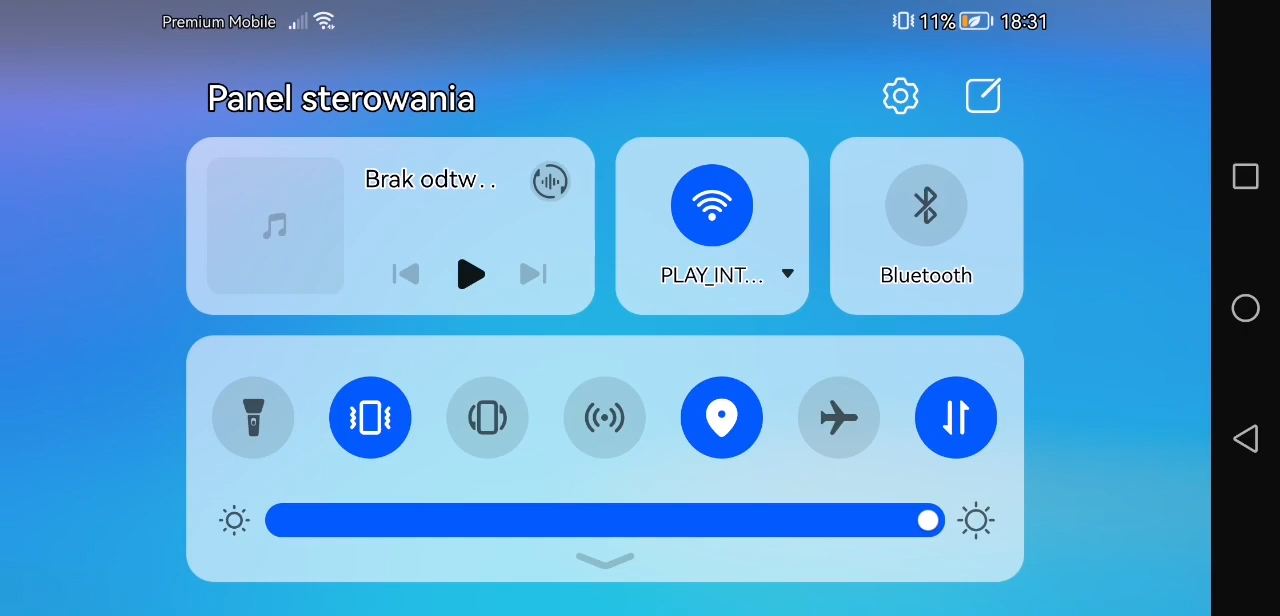 Premium Mobile 11% 18:31
Panel sterowania
Brak odtw..
PLAY_INT...
Bluetooth